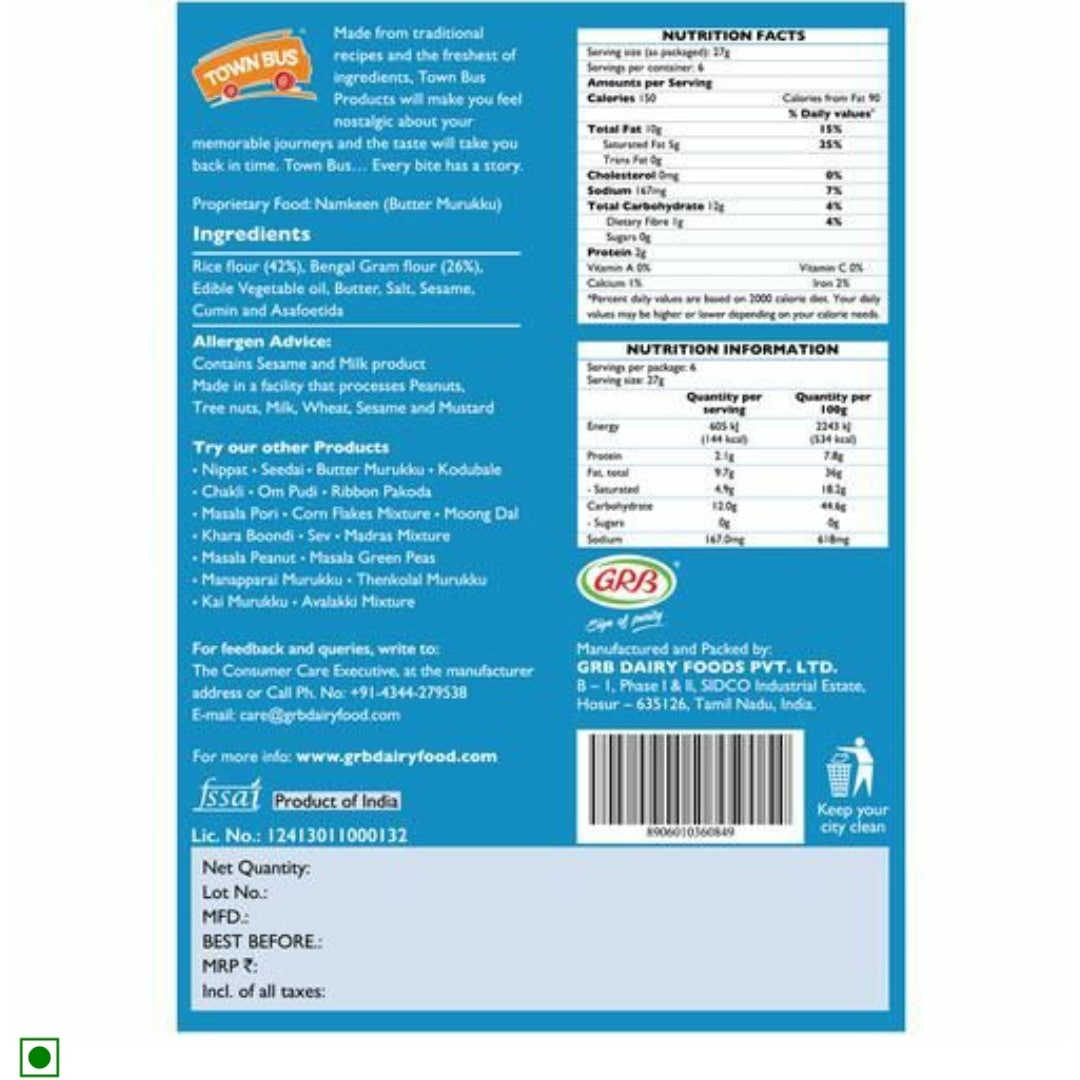 TOWN BUS
Made from traditional
recipes and the freshest of
ingredients, Town Bus
Products will make you feel
nostalgic about your
memorable journeys and the taste will take you
back in time. Town Bus... Every bite has a story.
Proprietary Food: Namkeen (Butter Murukku)
Ingredients
Rice flour (42%), Bengal Gram flour (26%),
Edible Vegetable oil, Butter, Salt, Sesame,
Cumin and Asafoetida
Allergen Advice:
Contains Sesame and Milk product
Made in a facility that processes Peanuts,
Tree nuts, Milk, Wheat, Sesame and Mustard
Try our other Products
• Nippat • Seedai • Butter Murukku • Kodubale
• Chakli • Om Pudi • Ribbon Pakoda
• Masala Pori • Corn Flakes Mixture • Moong Dal
• Khara Boondi • Sev • Madras Mixture
• Masala Peanut • Masala Green Peas
• Manapparai Murukku • Thenkolal Murukku
• Kai Murukku • Avalakki Mixture
For feedback and queries, write to:
The Consumer Care Executive, at the manufacturer
address or Call Ph. No: +91-4344-279538
E-mail: care@grbdairyfood.com
For more info: www.grbdairyfood.com
fssai Product of India
Lic. No.: 12413011000132
NUTRITION FACTS
Serving size (as packaged): 27g
Servings per container: 6
Amounts per Serving
Calories 150 Calories from Fat 90
% Daily values*
Total Fat 10g 15%
Saturated Fat 5g 25%
Trans Fat 0g
Cholesterol 0mg 0%
Sodium 167mg 7%
Total Carbohydrate 12g 4%
Dietary Fibre 1g 4%
Sugars 0g
Protein 2g
Vitamin A 0% Vitamin C 0%
Calcium 1% Iron 2%
*Percent daily values are based on 2000 calorie diet. Your daily
values may be higher or lower depending on your calorie needs.
NUTRITION INFORMATION
Servings per package: 6
Serving size: 27g
Quantity per serving Quantity per 100g
Energy 605 kJ 2243 kJ
(144 kcal) (534 kcal)
Protein 2.1g 7.8g
Fat, total 9.7g 36g
- Saturated 4.9g 18.2g
Carbohydrate 12.0g 44.6g
- Sugars 0g 0g
Sodium 167.0mg 618mg
GRB
Sign of purity
Manufactured and Packed by:
GRB DAIRY FOODS PVT. LTD.
B – 1, Phase I & II, SIDCO Industrial Estate,
Hosur – 635126, Tamil Nadu, India.
8906010360849
Keep your
city clean
Net Quantity:
Lot No.:
MFD.:
BEST BEFORE.:
MRP ₹:
Incl. of all taxes: